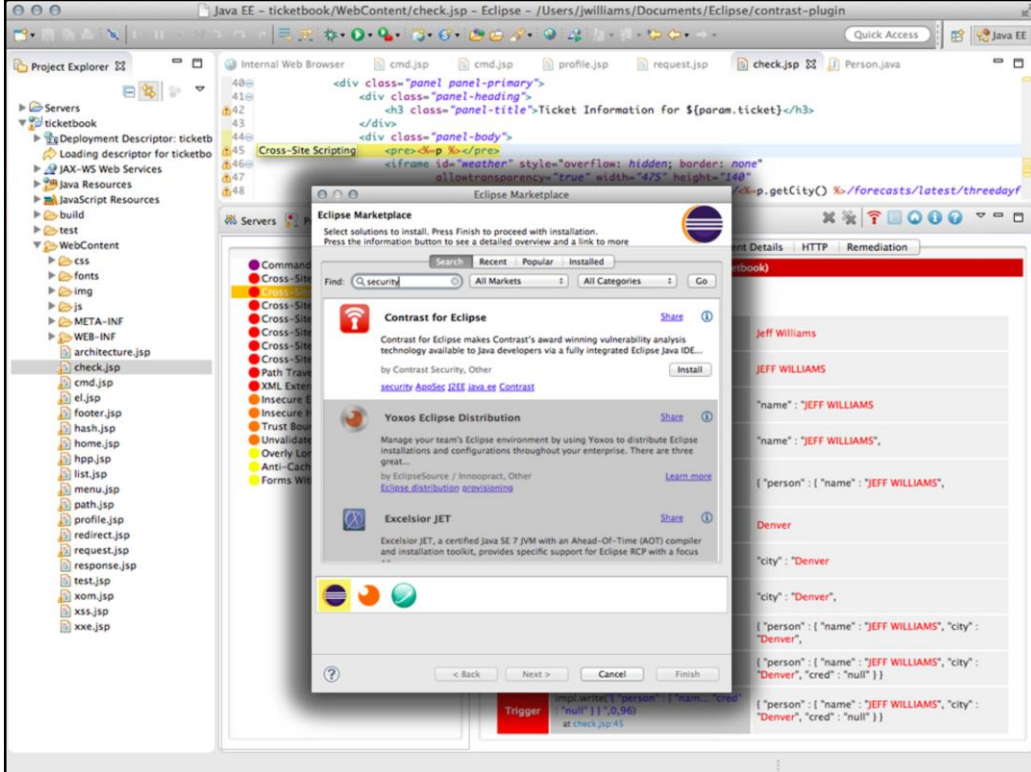 Java EE – ticketbook/WebContent/check.jsp – Eclipse – /Users/jwilliams/Documents/Eclipse/contrast-plugin
Quick Access
Java EE
Project Explorer
Servers
ticketbook
Deployment Descriptor: ticketb
Loading descriptor for ticketbo
JAX-WS Web Services
Java Resources
JavaScript Resources
build
test
WebContent
css
fonts
img
js
META-INF
WEB-INF
architecture.jsp
check.jsp
cmd.jsp
el.jsp
footer.jsp
hash.jsp
home.jsp
hpp.jsp
list.jsp
menu.jsp
path.jsp
profile.jsp
redirect.jsp
request.jsp
response.jsp
test.jsp
xom.jsp
xss.jsp
xxe.jsp
Internal Web Browser
cmd.jsp
cmd.jsp
profile.jsp
request.jsp
check.jsp
Person.java
40 <div class="panel panel-primary">
41 <div class="panel-heading">
42 <h3 class="panel-title">Ticket Information for ${param.ticket}</h3>
43 </div>
44 <div class="panel-body">
45 Cross-Site Scripting <pre><%=p %></pre>
46 <iframe id="weather" style="overflow: hidden; border: none"
47 allowtransparency="true" width="475" height="140"
48 /<%=p.getCity() %>/forecasts/latest/threedayf
Servers
Command
Cross-Site
Cross-Site
Cross-Site
Cross-Site
Cross-Site
Path Trave
XML Exter
Insecure E
Insecure H
Trust Bour
Unvalidate
Overly Lor
Anti-Cach
Forms Wit
Eclipse Marketplace
Eclipse Marketplace
Select solutions to install. Press Finish to proceed with installation.
Press the information button to see a detailed overview and a link to more
Search Recent Popular Installed
Find: security All Markets All Categories Go
Contrast for Eclipse Share
Contrast for Eclipse makes Contrast's award winning vulnerability analysis
technology available to Java developers via a fully integrated Eclipse Java IDE...
by Contrast Security, Other Install
security AppSec J2EE java ee Contrast
Yoxos Eclipse Distribution Share
Manage your team's Eclipse environment by using Yoxos to distribute Eclipse
installations and configurations throughout your enterprise. There are three
great...
by EclipseSource / Innoopract, Other Learn more
Eclipse distribution provisioning
Excelsior JET Share
Excelsior JET, a certified Java SE 7 JVM with an Ahead-Of-Time (AOT) compiler
and installation toolkit, provides specific support for Eclipse RCP with a focus
< Back Next > Cancel Finish
nt Details HTTP Remediation
etbook)
Jeff Williams
JEFF WILLIAMS
"name" : "JEFF WILLIAMS
"name" : "JEFF WILLIAMS",
{ "person" : { "name" : "JEFF WILLIAMS",
Denver
"city" : "Denver
"city" : "Denver",
{ "person" : { "name" : "JEFF WILLIAMS", "city" :
"Denver",
{ "person" : { "name" : "JEFF WILLIAMS", "city" :
"Denver", "cred" : "null" } }
Trigger
impl.write("{ "person" : { "nam... "cred"
: "null" } }",0,96)
at check.jsp:45
{ "person" : { "name" : "JEFF WILLIAMS", "city" :
"Denver", "cred" : "null" } }